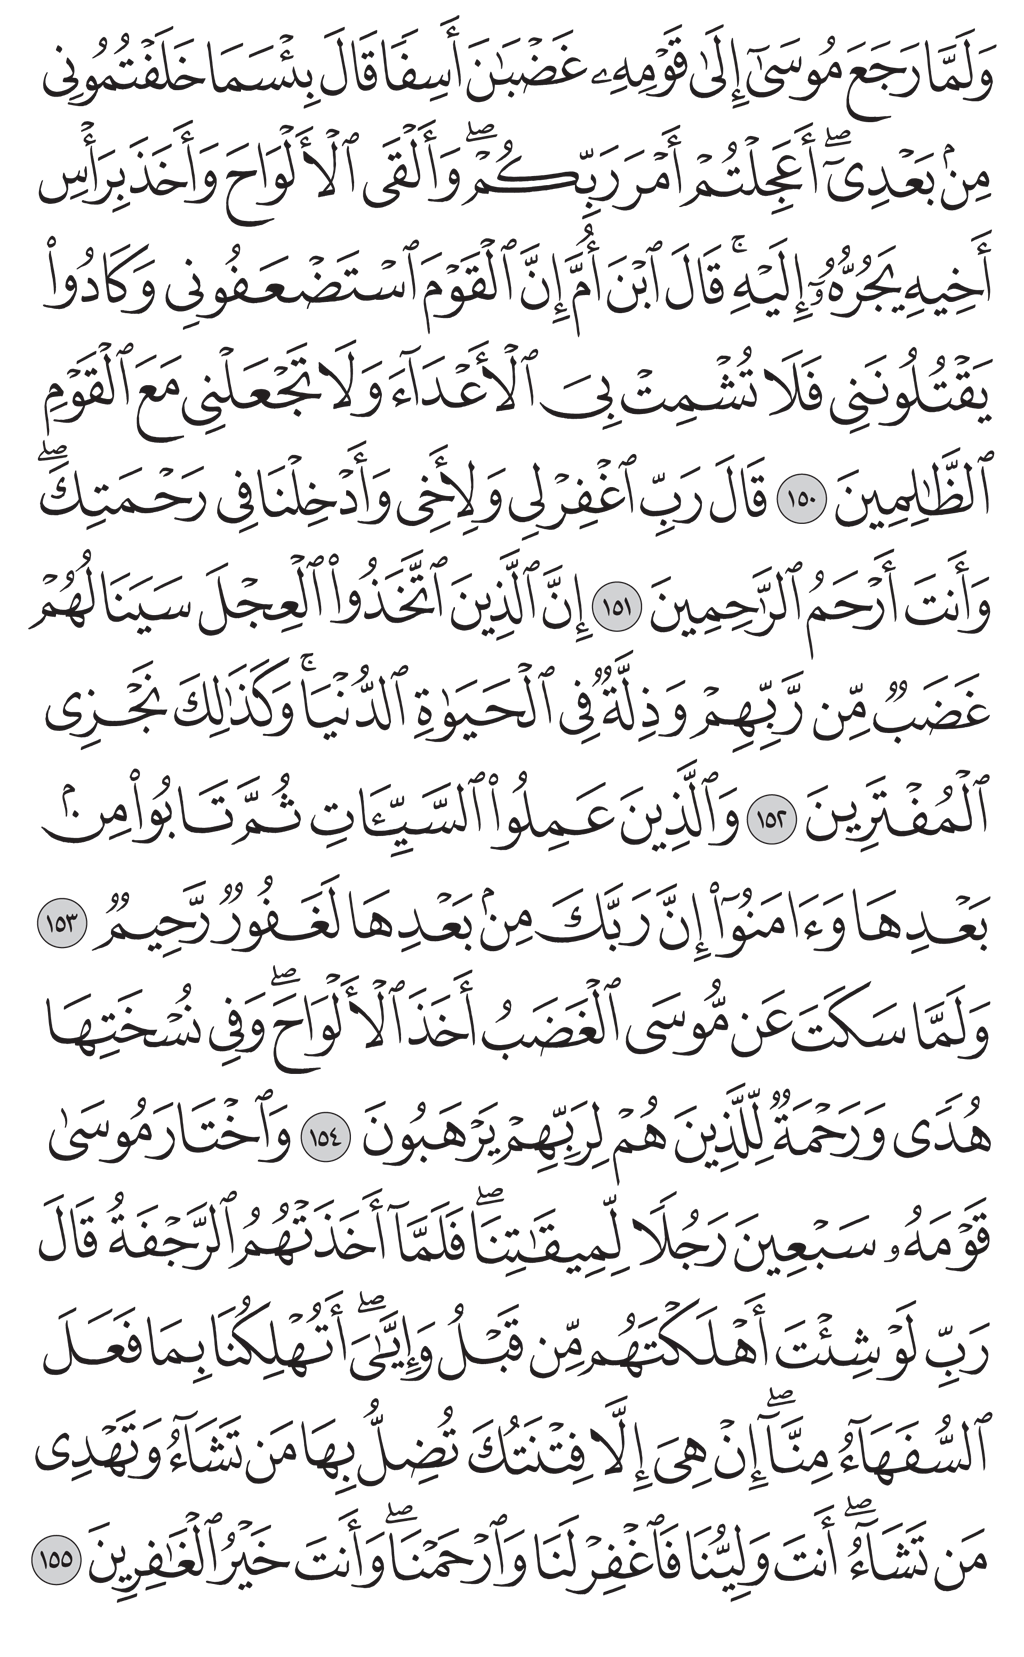 وَلَمَّا رَجَعَ مُوسَىٰٓ إِلَىٰ قَوْمِهِۦ غَضْبَٰنَ أَسِفًا قَالَ بِئْسَمَا خَلَفْتُمُونِى
مِنۢ بَعْدِىٓۖ أَعَجِلْتُمْ أَمْرَ رَبِّكُمْۖ وَأَلْقَى ٱلْأَلْوَاحَ وَأَخَذَ بِرَأْسِ
أَخِيهِ يَجُرُّهُۥٓ إِلَيْهِۚ قَالَ ٱبْنَ أُمَّ إِنَّ ٱلْقَوْمَ ٱسْتَضْعَفُونِى وَكَادُوا۟
يَقْتُلُونَنِى فَلَا تُشْمِتْ بِىَ ٱلْأَعْدَآءَ وَلَا تَجْعَلْنِى مَعَ ٱلْقَوْمِ
ٱلظَّٰلِمِينَ ١٥٠ قَالَ رَبِّ ٱغْفِرْ لِى وَلِأَخِى وَأَدْخِلْنَا فِى رَحْمَتِكَۖ
وَأَنتَ أَرْحَمُ ٱلرَّٰحِمِينَ ١٥١ إِنَّ ٱلَّذِينَ ٱتَّخَذُوا۟ ٱلْعِجْلَ سَيَنَالُهُمْ
غَضَبٌ مِّن رَّبِّهِمْ وَذِلَّةٌ فِى ٱلْحَيَوٰةِ ٱلدُّنْيَاۚ وَكَذَٰلِكَ نَجْزِى
ٱلْمُفْتَرِينَ ١٥٢ وَٱلَّذِينَ عَمِلُوا۟ ٱلسَّيِّـَٔاتِ ثُمَّ تَابُوا۟ مِنۢ
بَعْدِهَا وَءَامَنُوٓا۟ إِنَّ رَبَّكَ مِنۢ بَعْدِهَا لَغَفُورٌ رَّحِيمٌ ١٥٣
وَلَمَّا سَكَتَ عَن مُّوسَى ٱلْغَضَبُ أَخَذَ ٱلْأَلْوَاحَۖ وَفِى نُسْخَتِهَا
هُدًى وَرَحْمَةٌ لِّلَّذِينَ هُمْ لِرَبِّهِمْ يَرْهَبُونَ ١٥٤ وَٱخْتَارَ مُوسَىٰ
قَوْمَهُۥ سَبْعِينَ رَجُلًا لِّمِيقَٰتِنَاۖ فَلَمَّآ أَخَذَتْهُمُ ٱلرَّجْفَةُ قَالَ
رَبِّ لَوْ شِئْتَ أَهْلَكْتَهُم مِّن قَبْلُ وَإِيَّٰىَۖ أَتُهْلِكُنَا بِمَا فَعَلَ
ٱلسُّفَهَآءُ مِنَّآۖ إِنْ هِىَ إِلَّا فِتْنَتُكَ تُضِلُّ بِهَا مَن تَشَآءُ وَتَهْدِى
مَن تَشَآءُۖ أَنتَ وَلِيُّنَا فَٱغْفِرْ لَنَا وَٱرْحَمْنَاۖ وَأَنتَ خَيْرُ ٱلْغَٰفِرِينَ ١٥٥